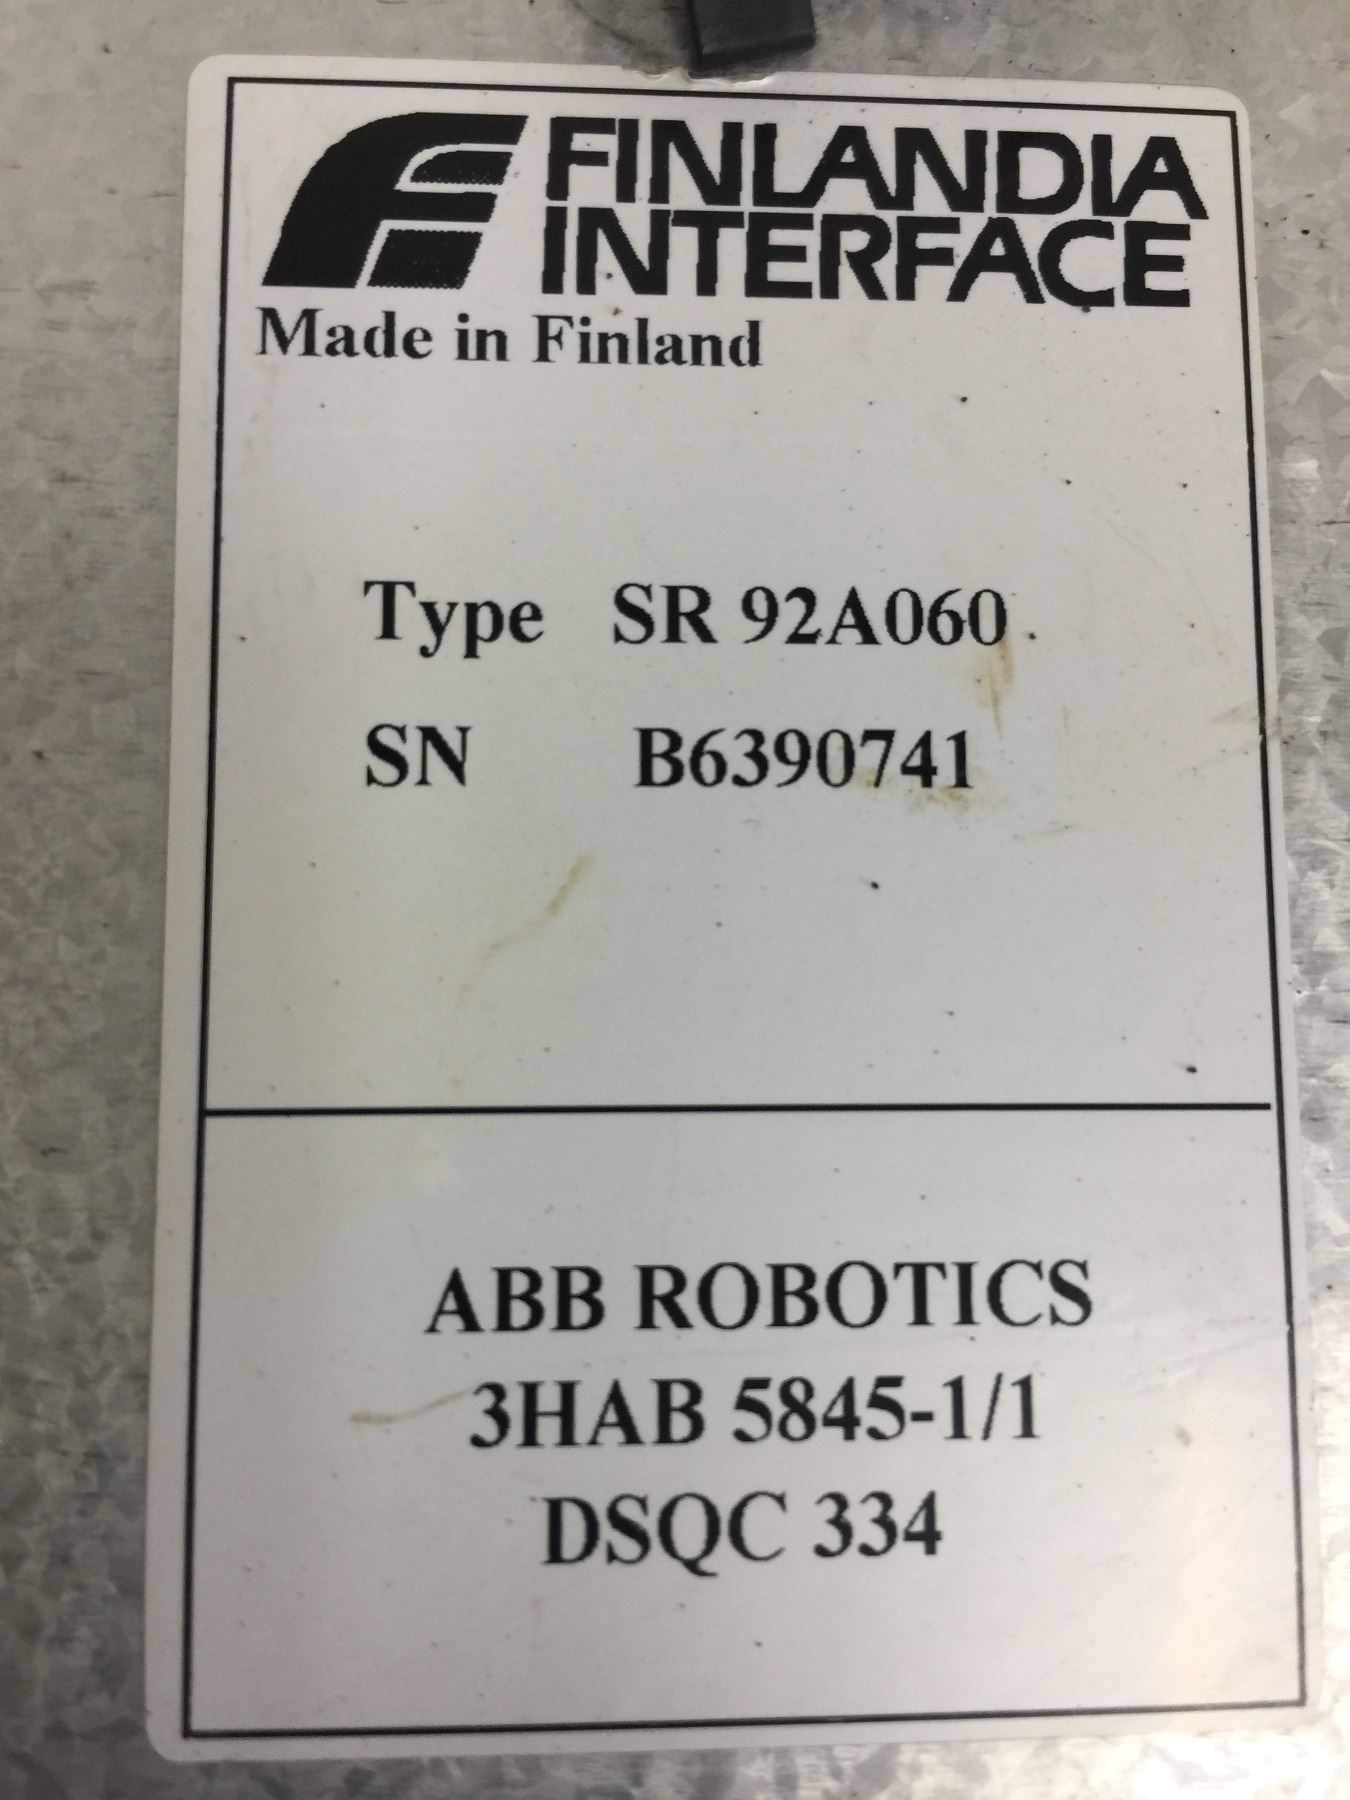 FINLANDIA
INTERFACE
Made in Finland
Type SR 92A060
SN B6390741
ABB ROBOTICS
3HAB 5845-1/1
DSQC 334